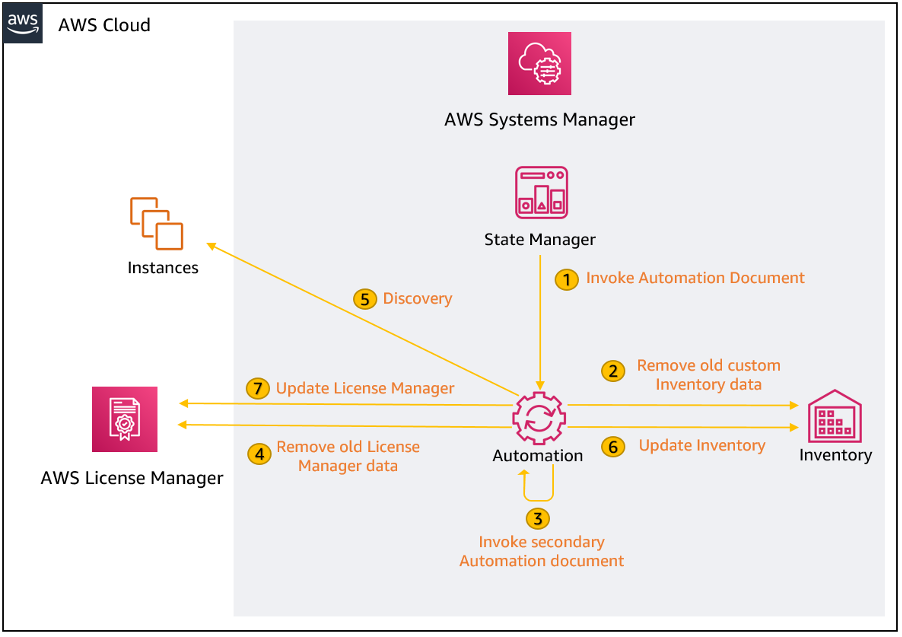 aws
AWS Cloud
AWS Systems Manager
State Manager
Instances
1 Invoke Automation Document
5 Discovery
2 Remove old custom
Inventory data
7 Update License Manager
4 Remove old License
Manager data
6 Update Inventory
Automation
Inventory
AWS License Manager
3
Invoke secondary
Automation document